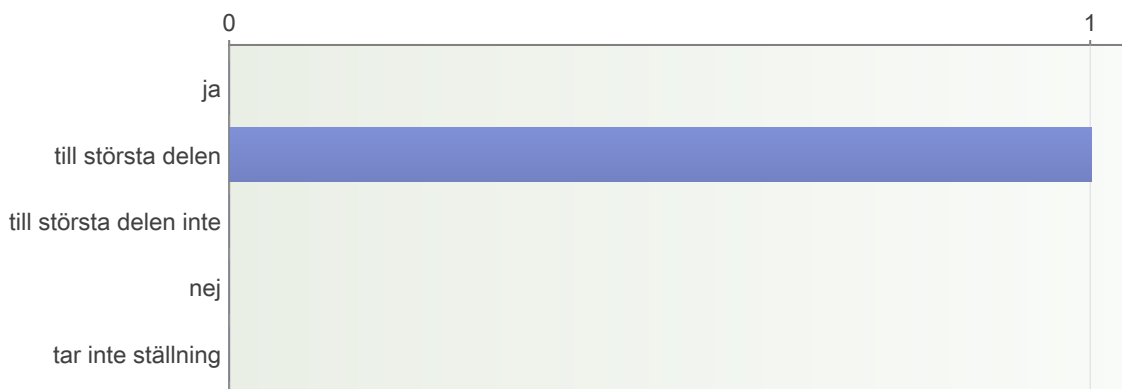 0 1
ja
till största delen
till största delen inte
nej
tar inte ställning